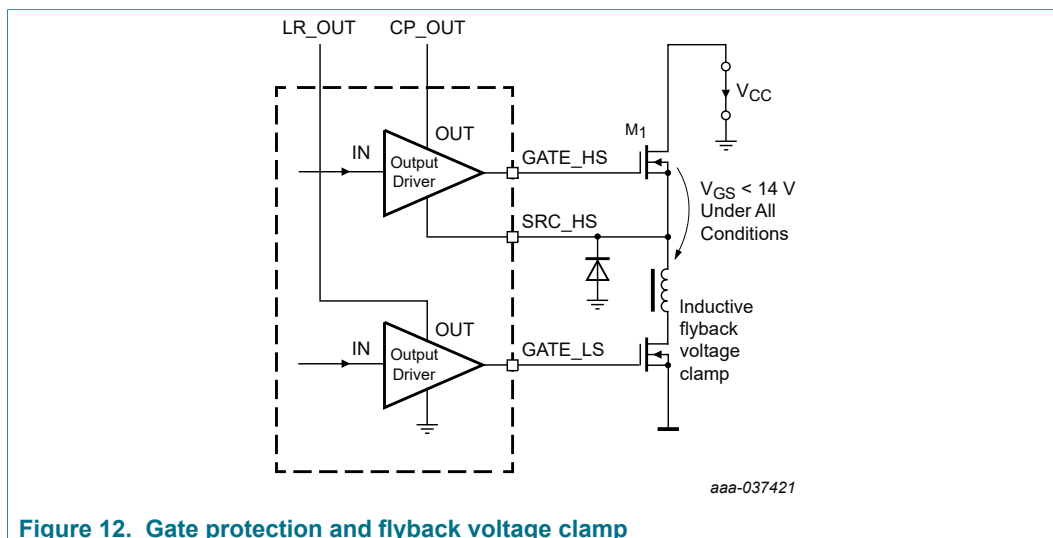 LR_OUT
CP_OUT
OUT
IN
Output
Driver
GATE_HS
M1
VCC
VGS < 14 V
Under All
Conditions
SRC_HS
OUT
IN
Output
Driver
GATE_LS
Inductive
flyback
voltage
clamp
aaa-037421
Figure 12. Gate protection and flyback voltage clamp